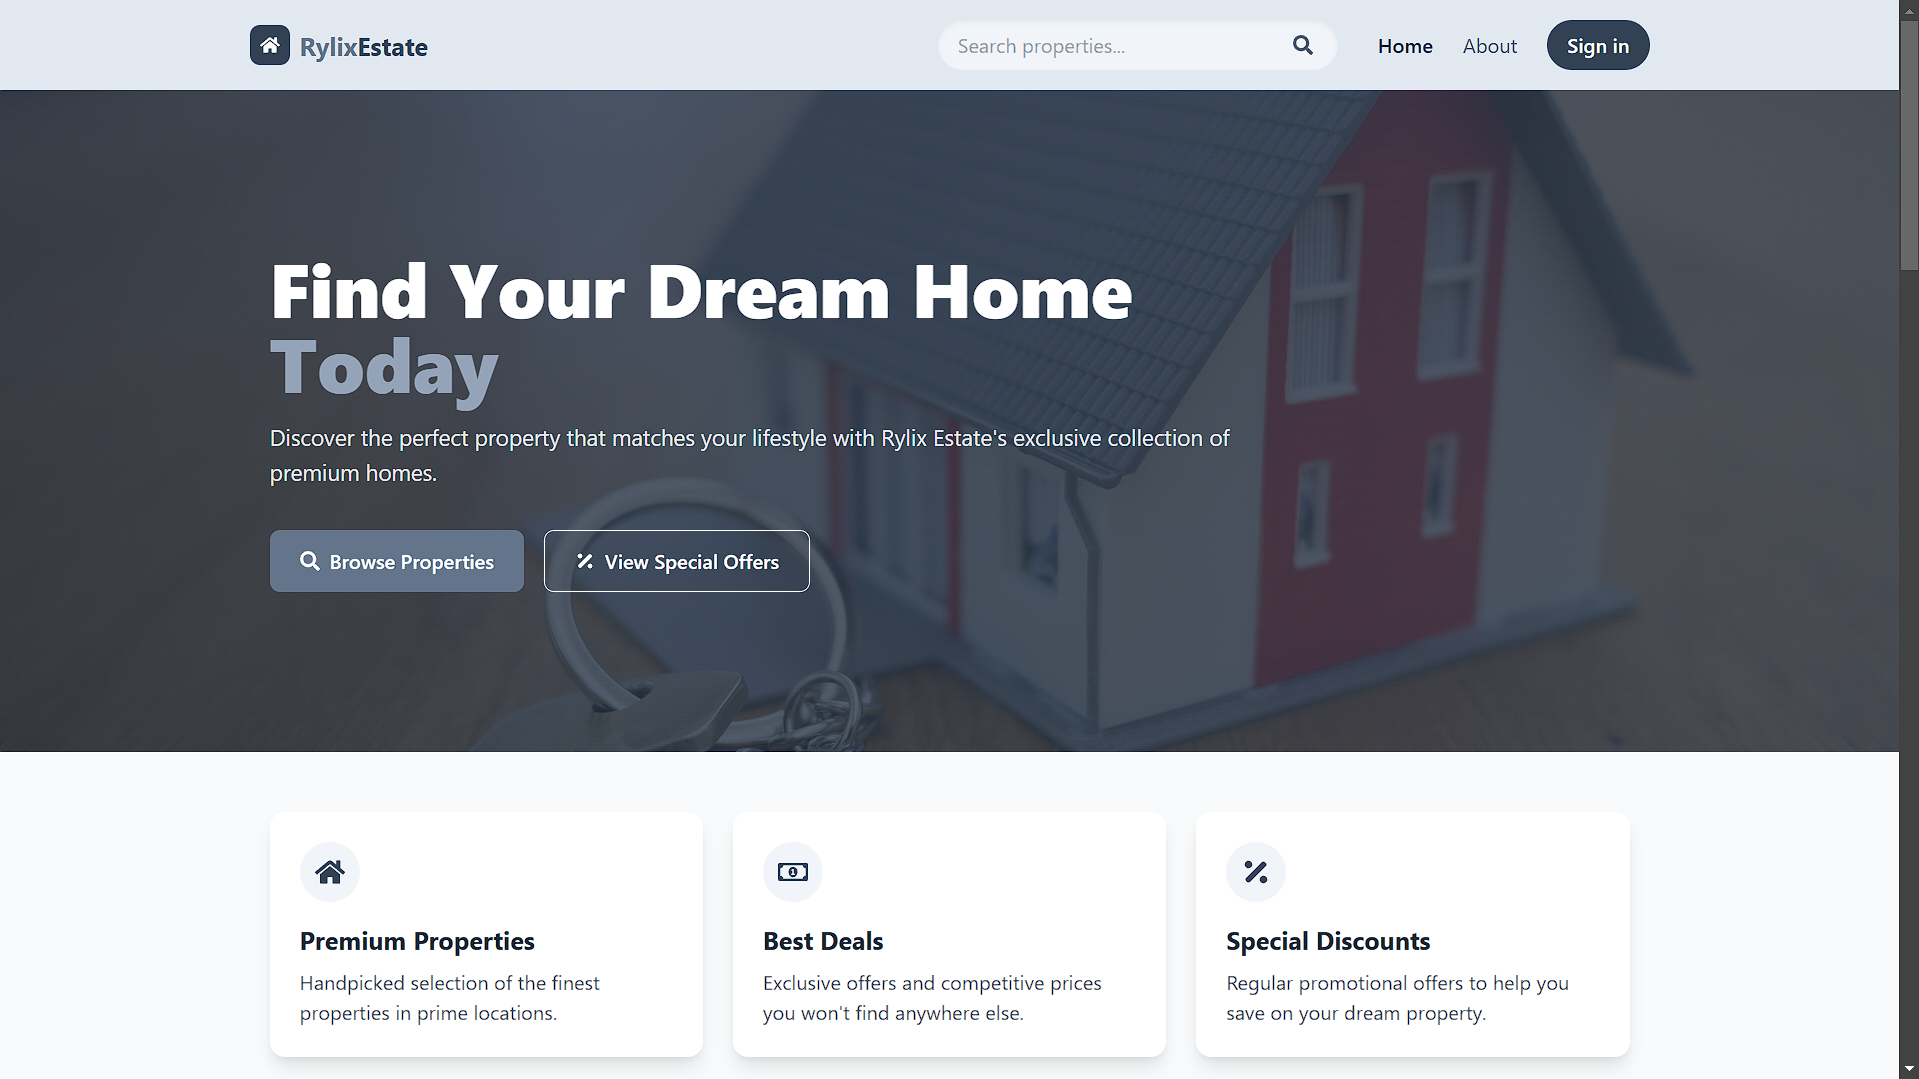 RylixEstate
Search properties...
Home
About
Sign in
Find Your Dream Home
Today
Discover the perfect property that matches your lifestyle with Rylix Estate's exclusive collection of
premium homes.
Browse Properties
View Special Offers
Premium Properties
Handpicked selection of the finest
properties in prime locations.
Best Deals
Exclusive offers and competitive prices
you won't find anywhere else.
Special Discounts
Regular promotional offers to help you
save on your dream property.